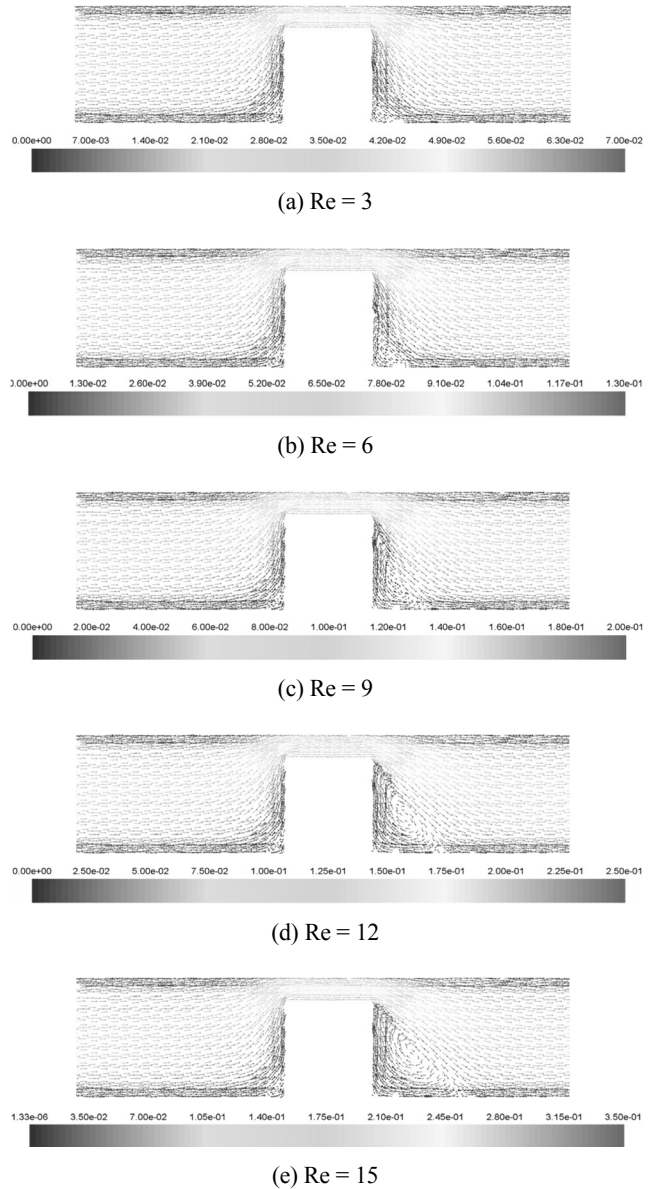 0.00e+00 7.00e-03 1.40e-02 2.10e-02 2.80e-02 3.50e-02 4.20e-02 4.90e-02 5.60e-02 6.30e-02 7.00e-02
(a) Re = 3
0.00e+00 1.30e-02 2.60e-02 3.90e-02 5.20e-02 6.50e-02 7.80e-02 9.10e-02 1.04e-01 1.17e-01 1.30e-01
(b) Re = 6
0.00e+00 2.00e-02 4.00e-02 6.00e-02 8.00e-02 1.00e-01 1.20e-01 1.40e-01 1.60e-01 1.80e-01 2.00e-01
(c) Re = 9
0.00e+00 2.50e-02 5.00e-02 7.50e-02 1.00e-01 1.25e-01 1.50e-01 1.75e-01 2.00e-01 2.25e-01 2.50e-01
(d) Re = 12
1.33e-06 3.50e-02 7.00e-02 1.05e-01 1.40e-01 1.75e-01 2.10e-01 2.45e-01 2.80e-01 3.15e-01 3.50e-01
(e) Re = 15